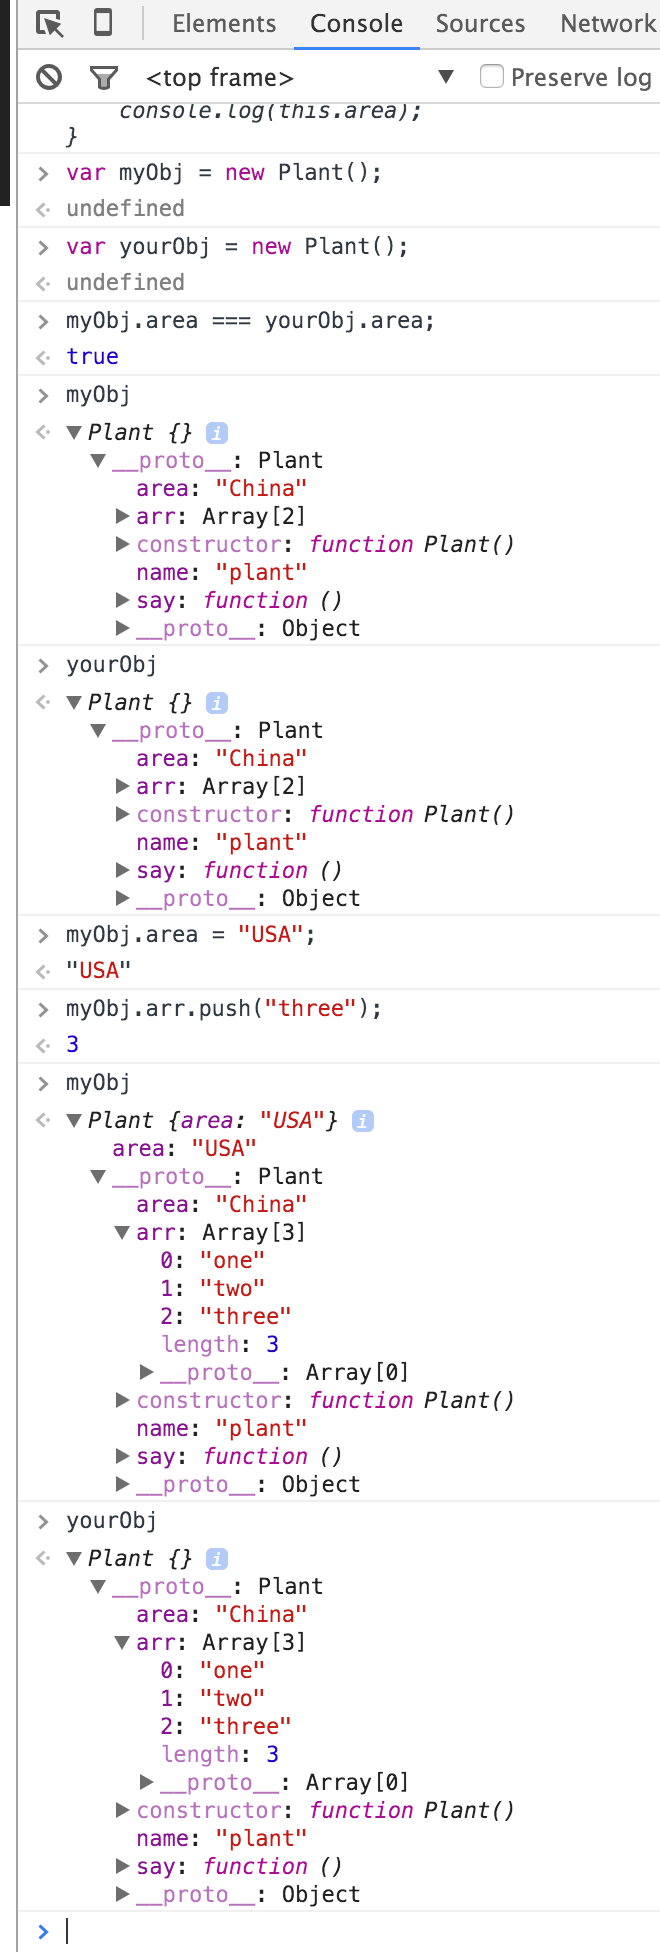 Elements Console Sources Network
<top frame> Preserve log
console.log(this.area);
}
var myObj = new Plant();
undefined
var yourObj = new Plant();
undefined
myObj.area === yourObj.area;
true
myObj
Plant {} i
__proto__: Plant
area: "China"
arr: Array[2]
constructor: function Plant()
name: "plant"
say: function ()
__proto__: Object
yourObj
Plant {} i
__proto__: Plant
area: "China"
arr: Array[2]
constructor: function Plant()
name: "plant"
say: function ()
__proto__: Object
myObj.area = "USA";
"USA"
myObj.arr.push("three");
3
myObj
Plant {area: "USA"} i
area: "USA"
__proto__: Plant
area: "China"
arr: Array[3]
0: "one"
1: "two"
2: "three"
length: 3
__proto__: Array[0]
constructor: function Plant()
name: "plant"
say: function ()
__proto__: Object
yourObj
Plant {} i
__proto__: Plant
area: "China"
arr: Array[3]
0: "one"
1: "two"
2: "three"
length: 3
__proto__: Array[0]
constructor: function Plant()
name: "plant"
say: function ()
__proto__: Object